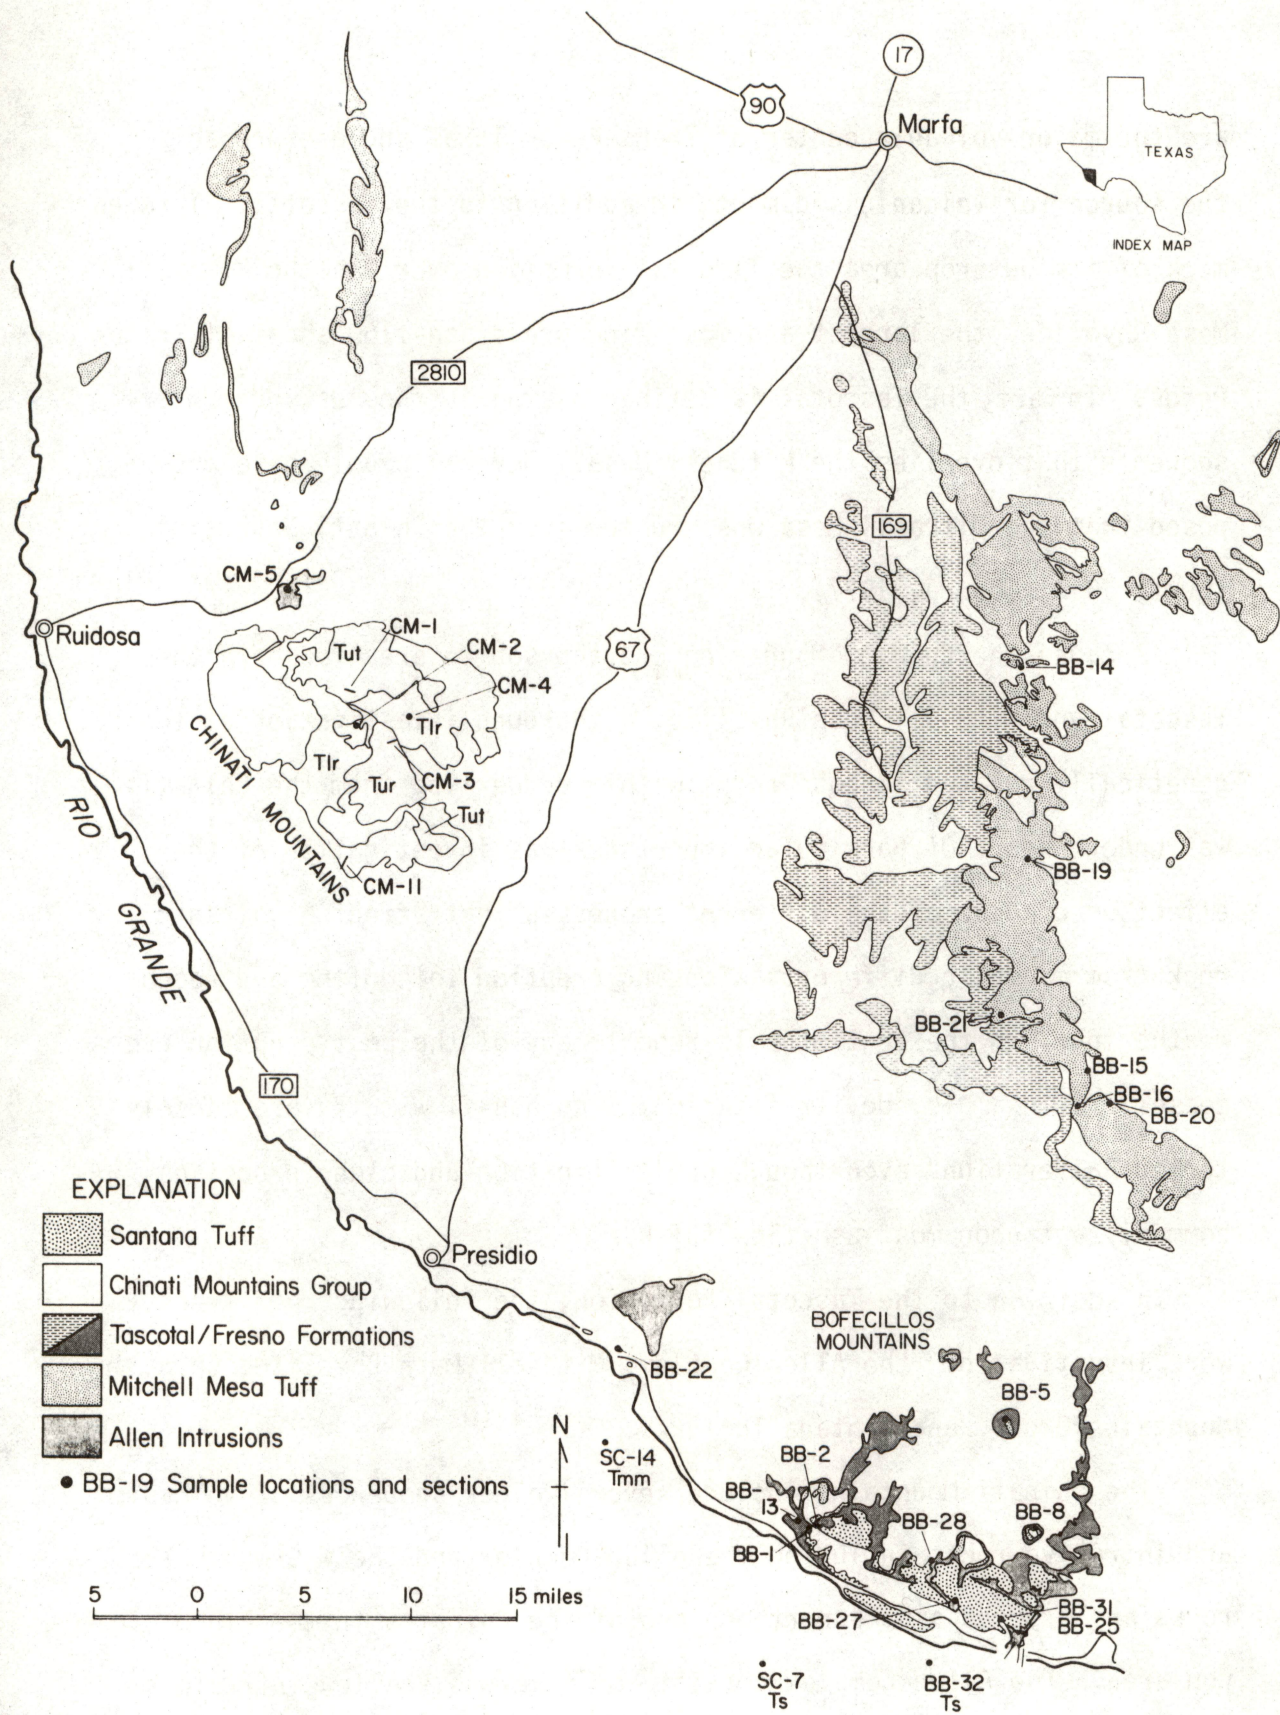 17
90
Marfa
TEXAS
INDEX MAP
2810
169
CM-5
Ruidosa
CM-1
Tut
CM-2
67
CM-4
BB-14
Tlr
CHINATI MOUNTAINS
Tlr
CM-3
Tur
Tut
RIO GRANDE
CM-11
BB-19
BB-21
BB-15
170
BB-16
BB-20
EXPLANATION
Santana Tuff
Presidio
Chinati Mountains Group
Tascotal/Fresno Formations
BOFECILLOS
MOUNTAINS
Mitchell Mesa Tuff
BB-22
BB-5
Allen Intrusions
N
SC-14
Tmm
BB-2
BB-19 Sample locations and sections
BB-
13
BB-28
BB-8
BB-1
5 0 5 10 15 miles
BB-27
BB-31
BB-25
SC-7
Ts
BB-32
Ts